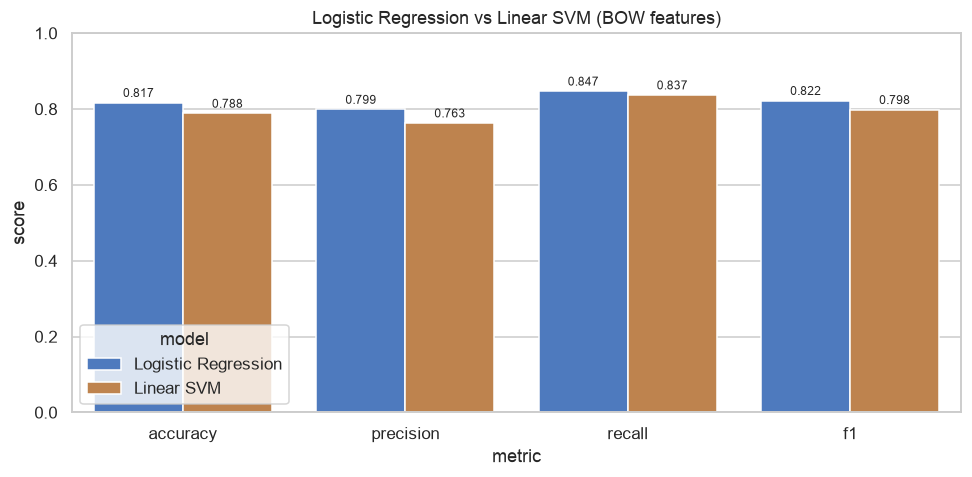 Logistic Regression vs Linear SVM (BOW features)
1.0
0.8
0.6
0.4
0.2
0.0
score
0.817
0.788
0.799
0.763
0.847
0.837
0.822
0.798
model
Logistic Regression
Linear SVM
accuracy
precision
recall
f1
metric